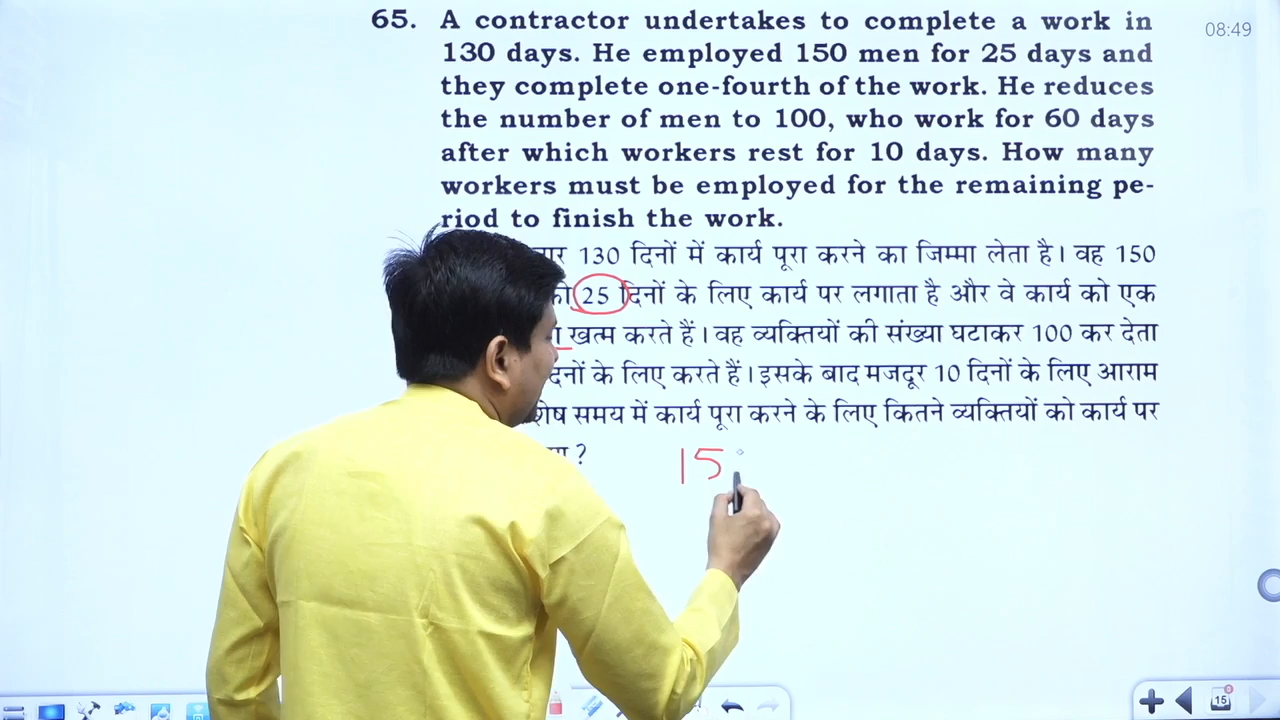 08:49
65. A contractor undertakes to complete a work in
130 days. He employed 150 men for 25 days and
they complete one-fourth of the work. He reduces
the number of men to 100, who work for 60 days
after which workers rest for 10 days. How many
workers must be employed for the remaining pe-
riod to finish the work.
130 दिनों में कार्य पूरा करने का जिम्मा लेता है। वह 150
25 दिनों के लिए कार्य पर लगाता है और वे कार्य को एक
खत्म करते हैं। वह व्यक्तियों की संख्या घटाकर 100 कर देता
के लिए करते हैं। इसके बाद मजदूर 10 दिनों के लिए आराम
समय में कार्य पूरा करने के लिए कितने व्यक्तियों को कार्य पर
?
15
15